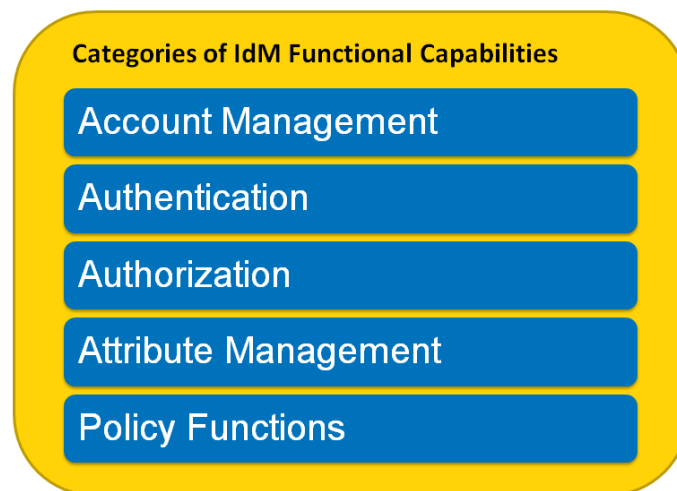 Categories of IdM Functional Capabilities
Account Management
Authentication
Authorization
Attribute Management
Policy Functions